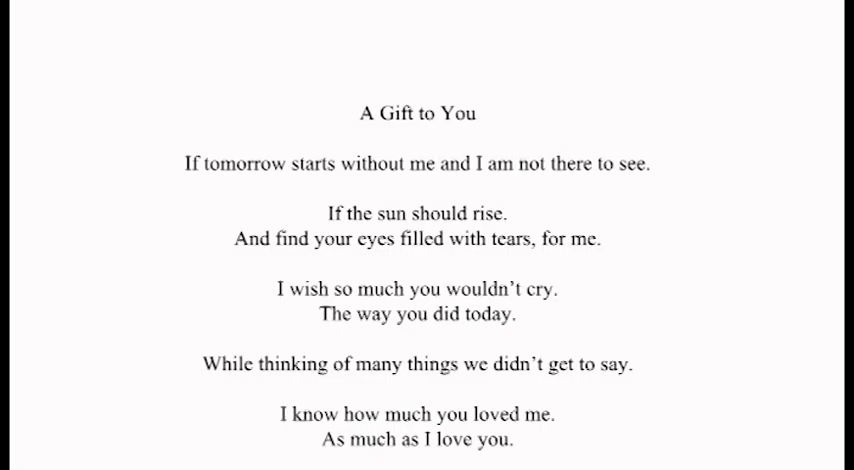 A Gift to You
If tomorrow starts without me and I am not there to see.
If the sun should rise.
And find your eyes filled with tears, for me.
I wish so much you wouldn’t cry.
The way you did today.
While thinking of many things we didn’t get to say.
I know how much you loved me.
As much as I love you.